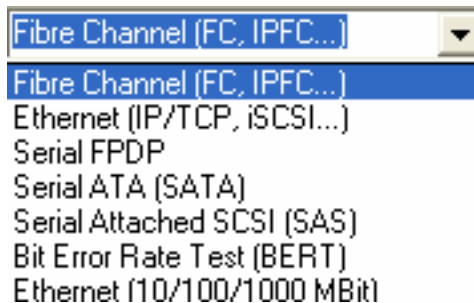 Fibre Channel (FC, IPFC...)
Fibre Channel (FC, IPFC...)
Ethernet (IP/TCP, iSCSI...)
Serial FPDP
Serial ATA (SATA)
Serial Attached SCSI (SAS)
Bit Error Rate Test (BERT)
Ethernet (10/100/1000 MBit)